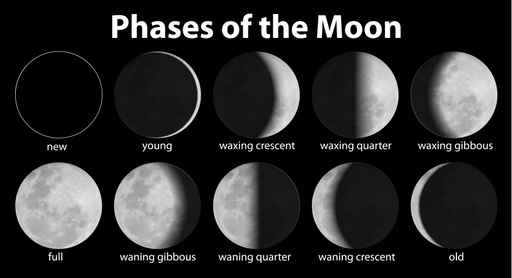 Phases of the Moon
new
young
waxing crescent
waxing quarter
waxing gibbous
full
waning gibbous
waning quarter
waning crescent
old